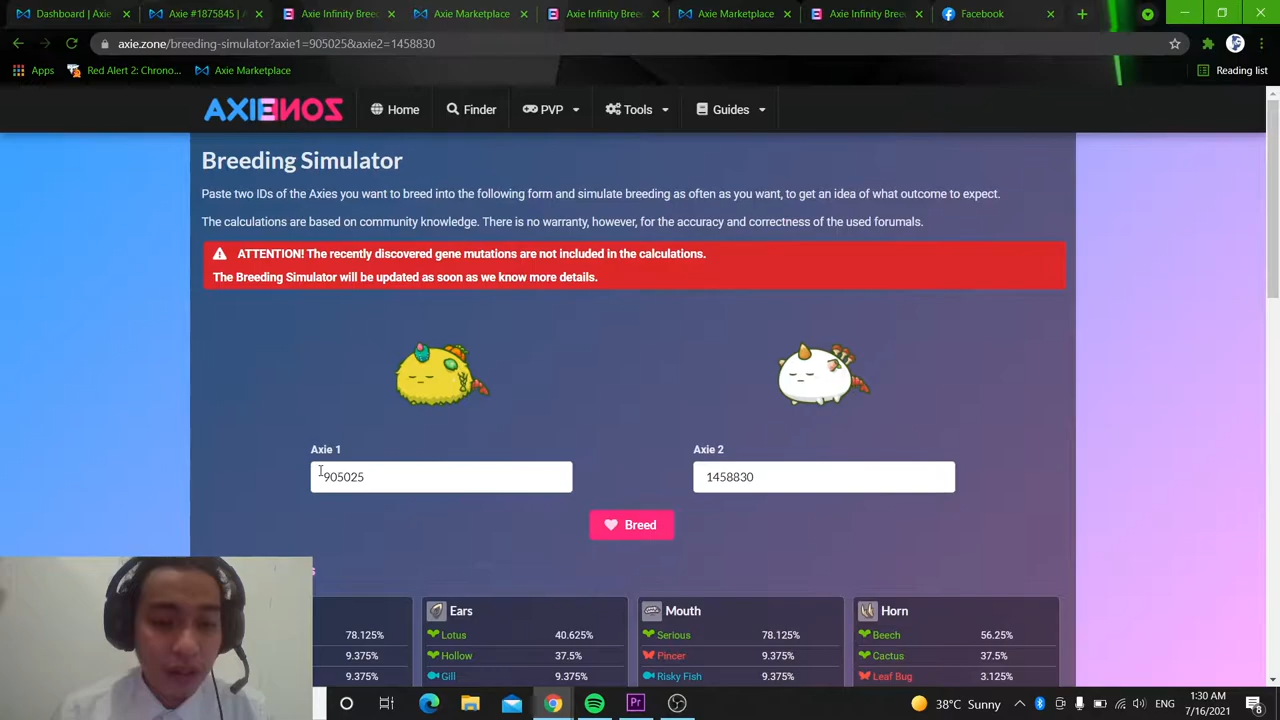 Dashboard | Axie
Axie #1875845 |
Axie Infinity Breed
Axie Marketplace
Axie Infinity Breed
Axie Marketplace
Axie Infinity Breed
Facebook
axie.zone/breeding-simulator?axie1=905025&axie2=1458830
Apps
Red Alert 2: Chrono...
Axie Marketplace
Reading list
AXIE ZONE
Home
Finder
PVP
Tools
Guides
Breeding Simulator
Paste two IDs of the Axies you want to breed into the following form and simulate breeding as often as you want, to get an idea of what outcome to expect.
The calculations are based on community knowledge. There is no warranty, however, for the accuracy and correctness of the used forumals.
ATTENTION! The recently discovered gene mutations are not included in the calculations.
The Breeding Simulator will be updated as soon as we know more details.
Axie 1
Axie 2
905025
1458830
Breed
78.125%
9.375%
9.375%
Ears
Lotus 40.625%
Hollow 37.5%
Gill 9.375%
Mouth
Serious 78.125%
Pincer 9.375%
Risky Fish 9.375%
Horn
Beech 56.25%
Cactus 37.5%
Leaf Bug 3.125%
Pr
38°C Sunny
ENG
1:30 AM
7/16/2021
8